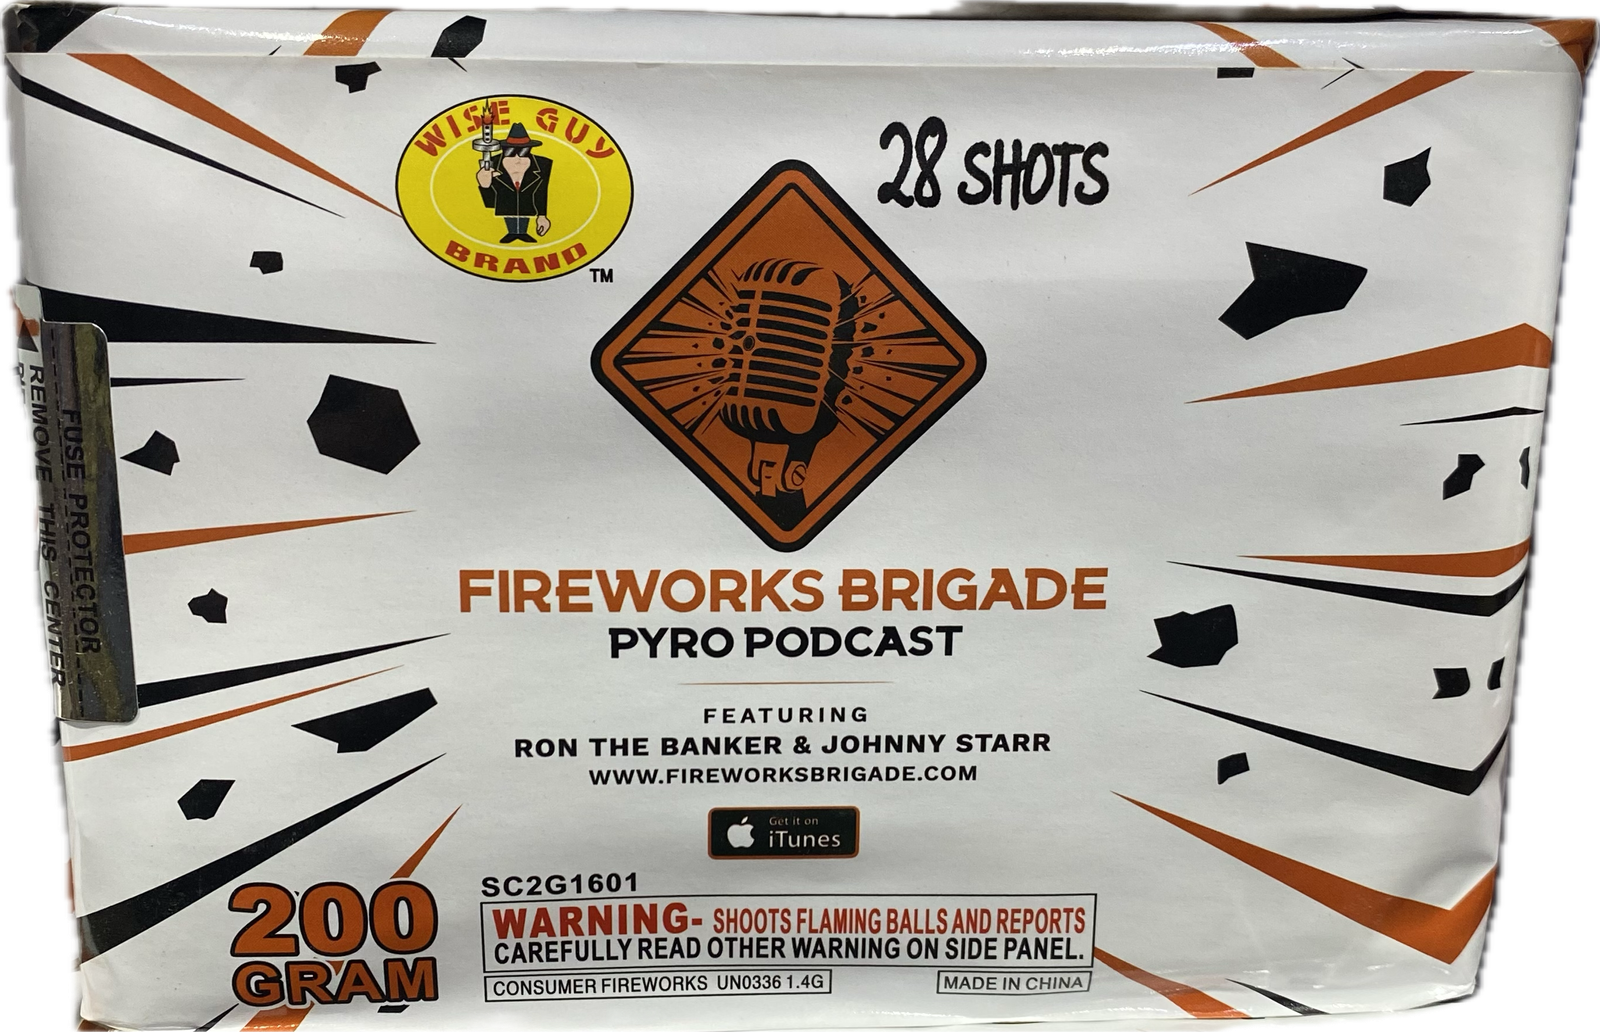 WISE GUY
BRAND
TM
28 SHOTS
FUSE PROTECTOR
REMOVE THIS CENTER
FIREWORKS BRIGADE
PYRO PODCAST
FEATURING
RON THE BANKER & JOHNNY STARR
WWW.FIREWORKSBRIGADE.COM
Get it on
iTunes
200
GRAM
SC2G1601
WARNING- SHOOTS FLAMING BALLS AND REPORTS
CAREFULLY READ OTHER WARNING ON SIDE PANEL.
CONSUMER FIREWORKS UN0336 1.4G
MADE IN CHINA